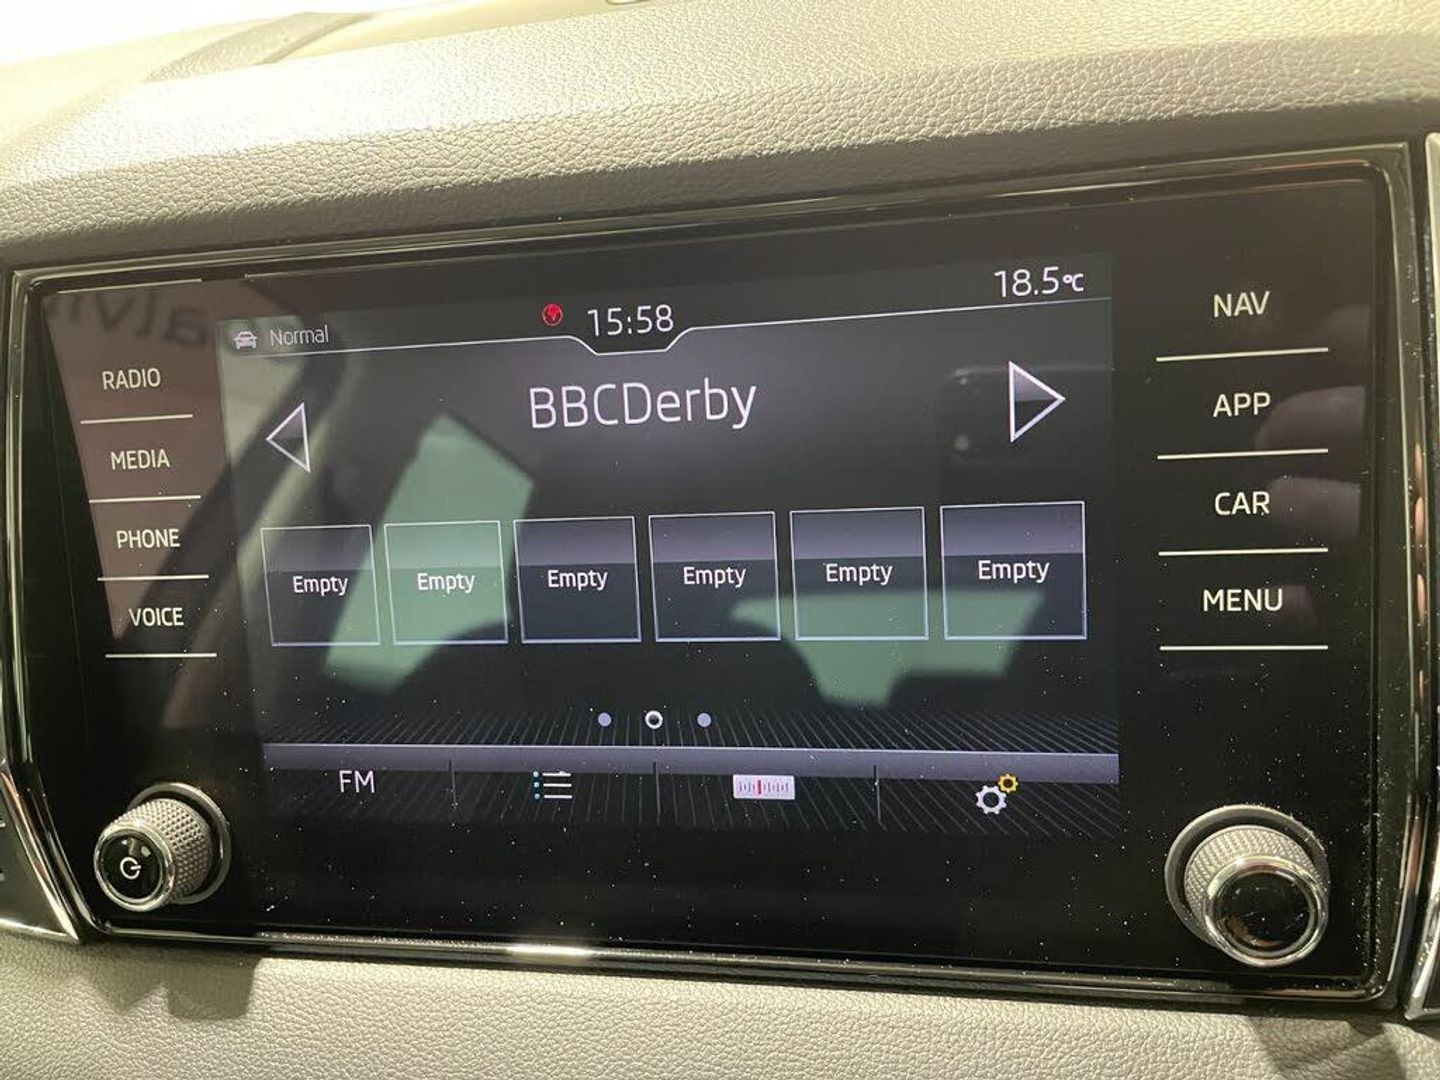 Normal
15:58
18.5°C
BBCDerby
RADIO
MEDIA
PHONE
VOICE
Empty Empty Empty Empty Empty Empty
FM
NAV
APP
CAR
MENU